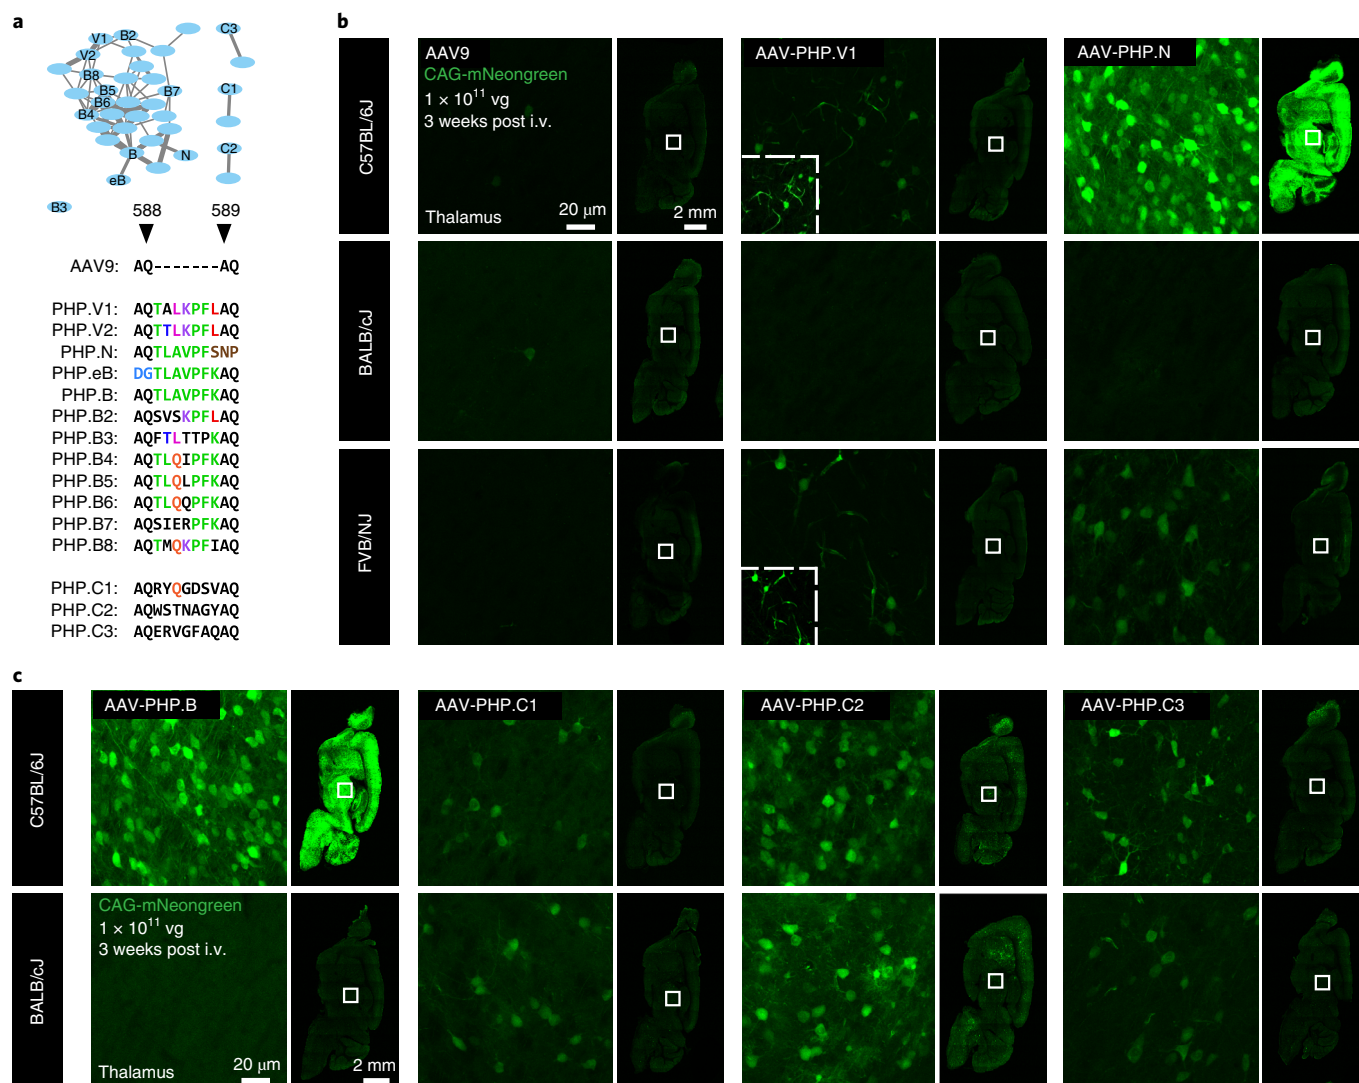 a
V1
B2
C3
V2
B8
B5
B7
C1
B6
B4
C2
B
N
eB
B3
588
589
AAV9: AQ-------AQ
PHP.V1: AQTALKPFLAQ
PHP.V2: AQTTLKPFLAQ
PHP.N: AQTLAVPFSNP
PHP.eB: DGTLAVPFKAQ
PHP.B: AQTLAVPFKAQ
PHP.B2: AQSVSKPFLAQ
PHP.B3: AQFTLTTPKAQ
PHP.B4: AQTLQIPFKAQ
PHP.B5: AQTLQLPFKAQ
PHP.B6: AQTLQQPFKAQ
PHP.B7: AQSIERPFKAQ
PHP.B8: AQTMQKPFIAQ
PHP.C1: AQRYQGDSVAQ
PHP.C2: AQWSTNAGYAQ
PHP.C3: AQERVGFAQAQ
b
C57BL/6J
AAV9
CAG-mNeongreen
1 × 10¹¹ vg
3 weeks post i.v.
Thalamus
20 μm
2 mm
AAV-PHP.V1
AAV-PHP.N
BALB/cJ
FVB/NJ
c
C57BL/6J
AAV-PHP.B
AAV-PHP.C1
AAV-PHP.C2
AAV-PHP.C3
BALB/cJ
CAG-mNeongreen
1 × 10¹¹ vg
3 weeks post i.v.
Thalamus
20 μm
2 mm